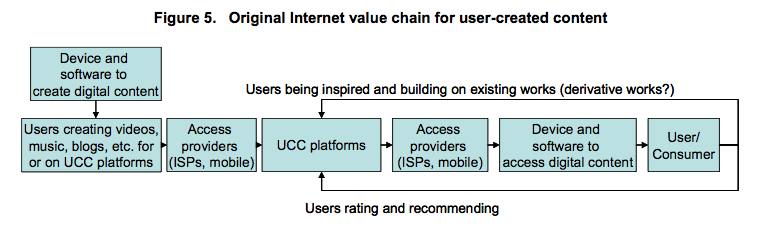 Figure 5. Original Internet value chain for user-created content
Device and
software to
create digital content
Users being inspired and building on existing works (derivative works?)
Users creating videos,
music, blogs, etc. for
or on UCC platforms
Access
providers
(ISPs, mobile)
UCC platforms
Access
providers
(ISPs, mobile)
Device and
software to
access digital content
User/
Consumer
Users rating and recommending